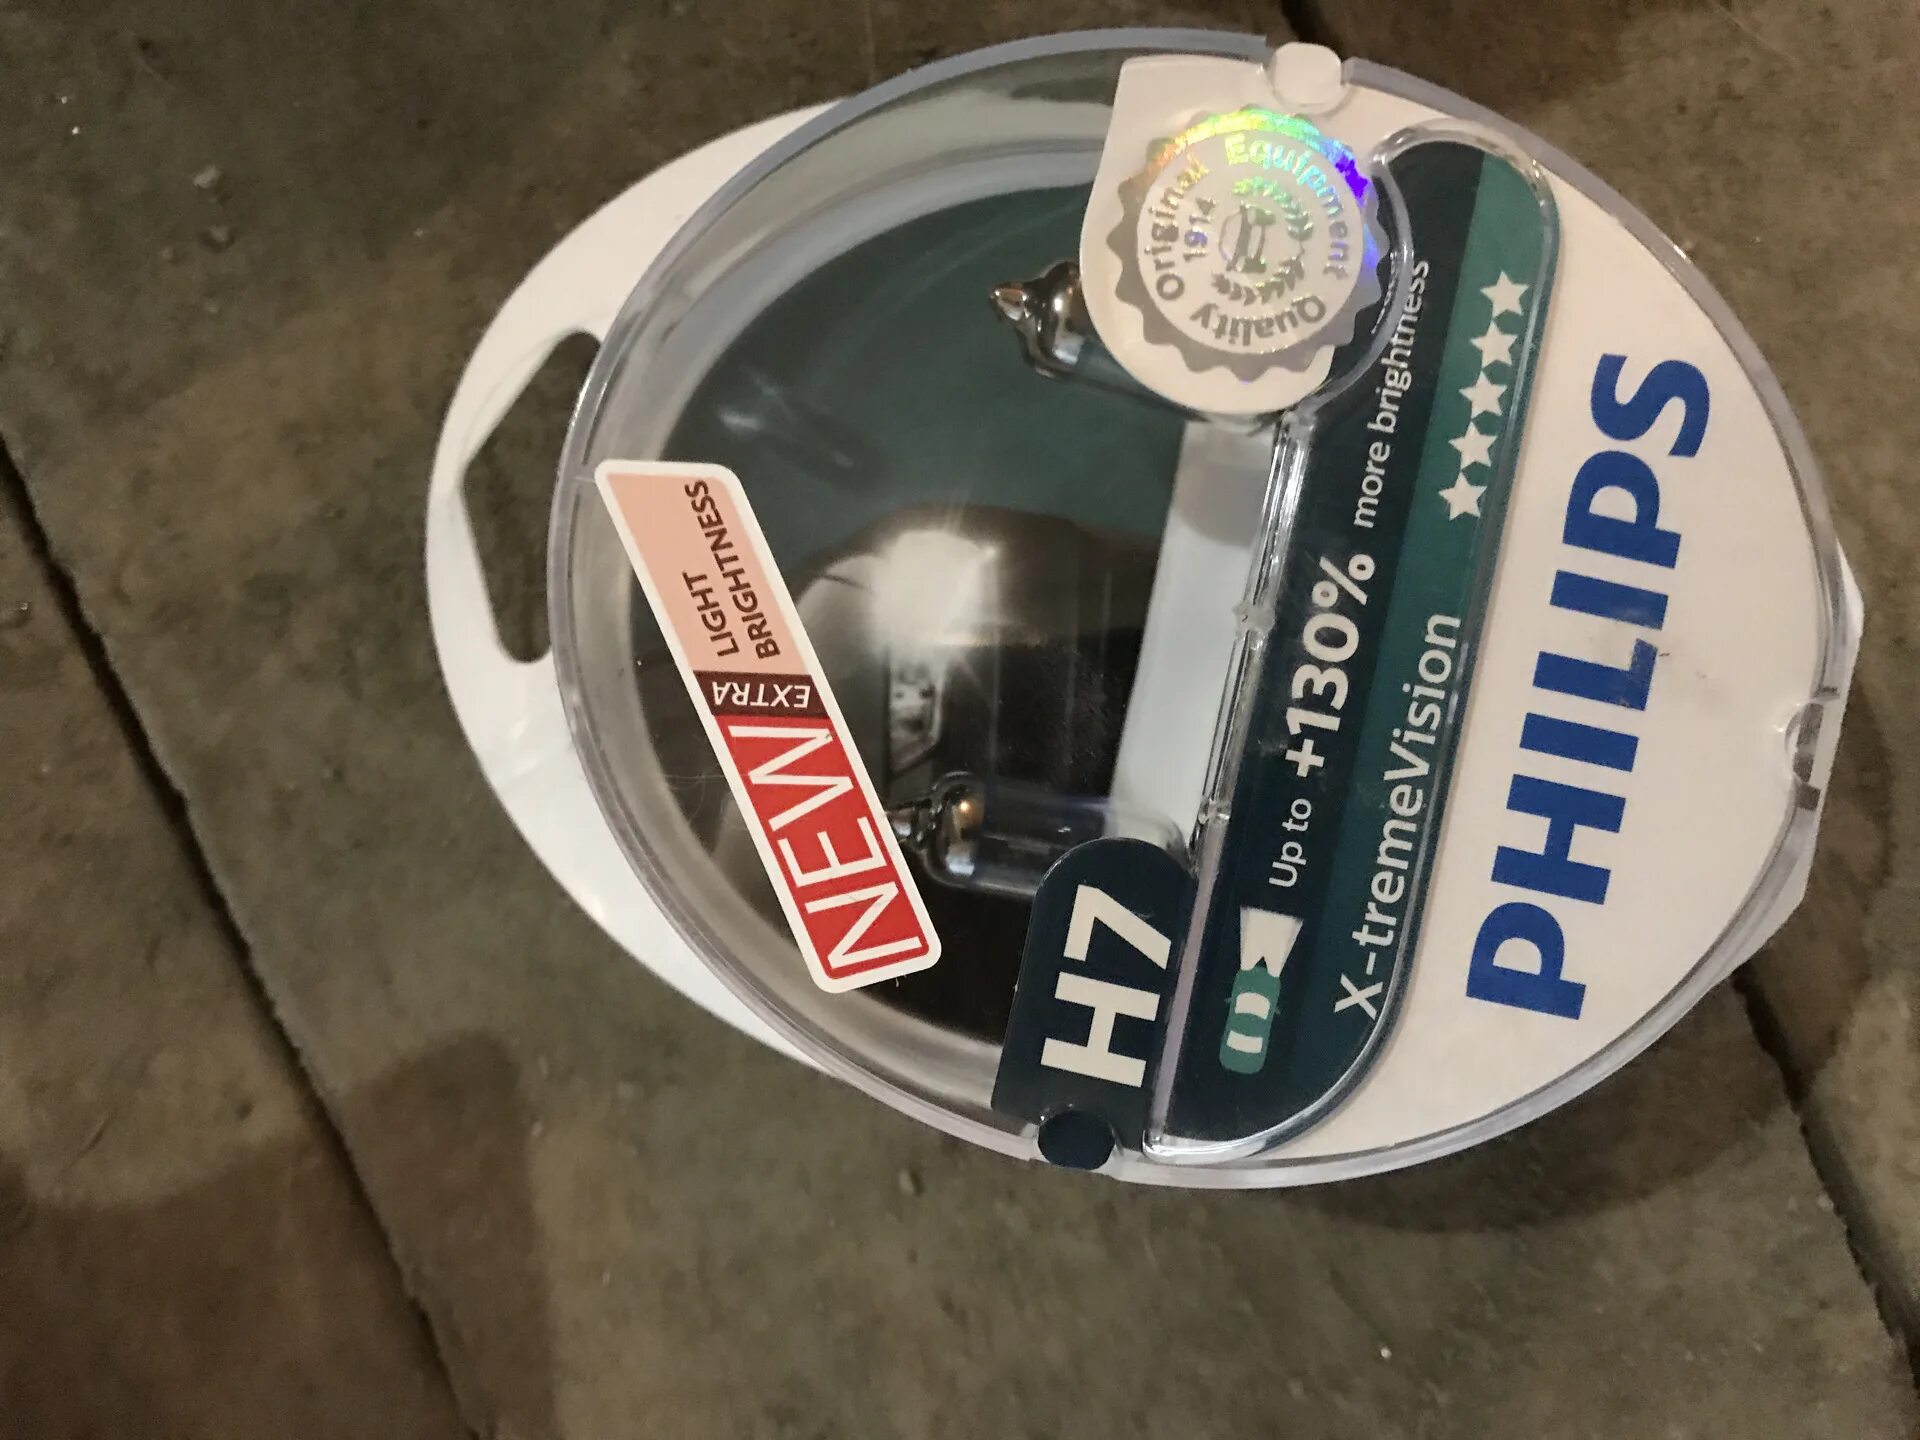 NEW EXTRA LIGHT
BRIGHTNESS
Original Equipment
1914
Quality
H7
Up to +130% more brightness
X-tremeVision
PHILIPS